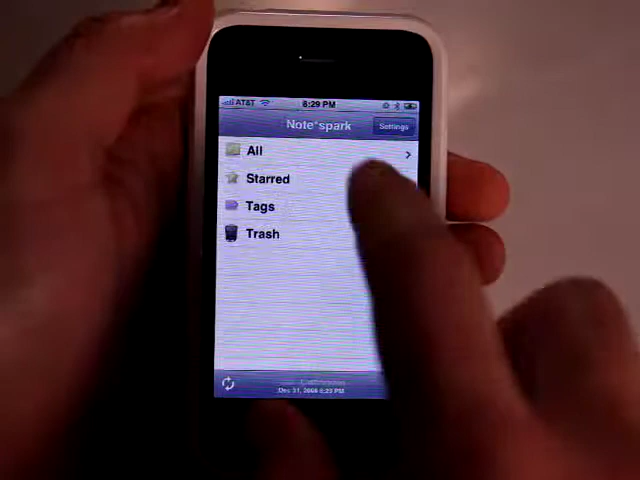 AT&T 8:29 PM
Note*spark Settings
All
Starred
Tags
Trash